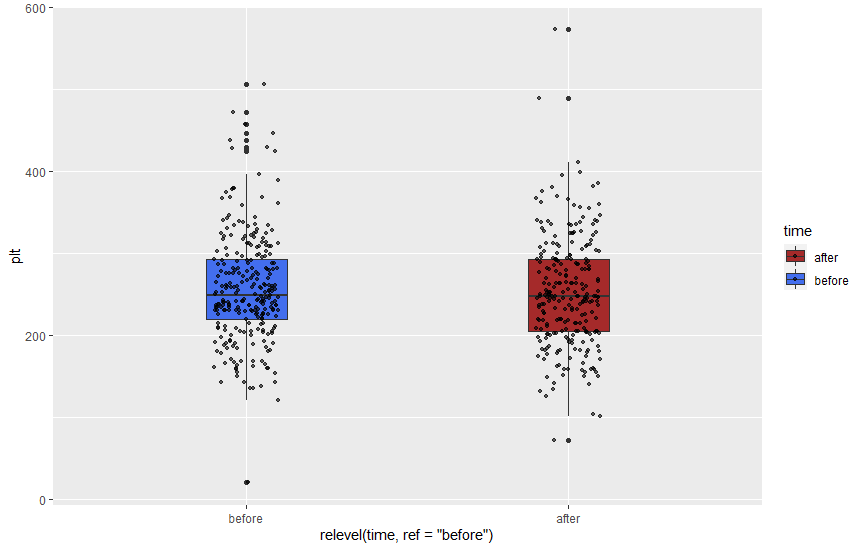 600
400
200
0
plt
before
after
relevel(time, ref = "before")
time
after
before